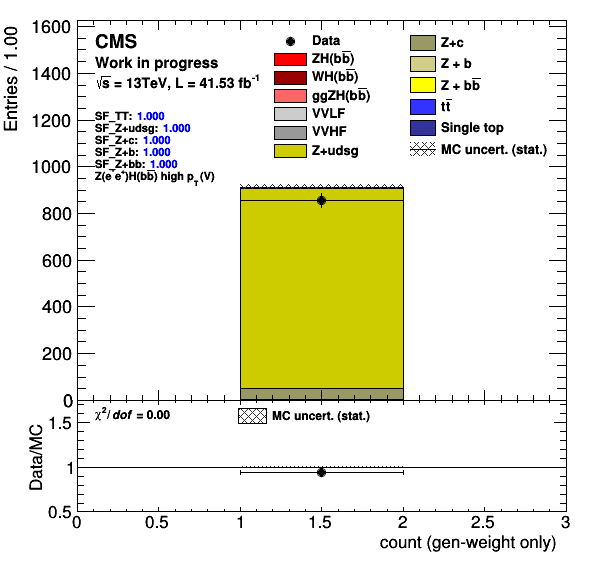 CMS
Work in progress
√s = 13TeV, L = 41.53 fb⁻¹
SF_TT: 1.000
SF_Z+udsg: 1.000
SF_Z+c: 1.000
SF_Z+b: 1.000
SF_Z+bb: 1.000
Z(e⁻e⁺)H(bb̅) high p_T(V)
Data
ZH(bb̅)
WH(bb̅)
ggZH(bb̅)
VVLF
VVHF
Z+udsg
Z+c
Z + b
Z + bb̅
tt̅
Single top
MC uncert. (stat.)
Entries / 1.00
1600
1400
1200
1000
800
600
400
200
0
χ²/dof = 0.00
MC uncert. (stat.)
Data/MC
1.5
1
0.5
0
0.5
1
1.5
2
2.5
3
count (gen-weight only)